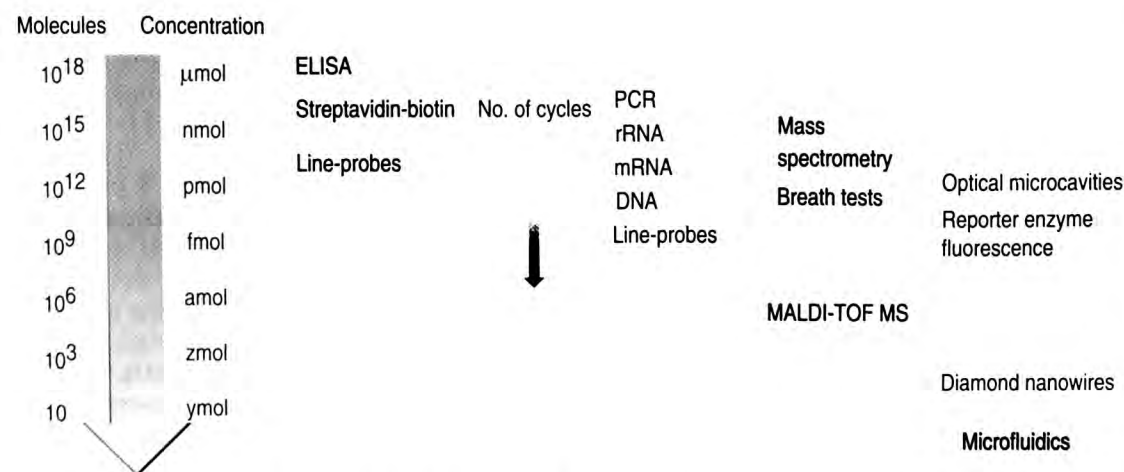 Molecules Concentration
10^18 μmol ELISA
Streptavidin-biotin No. of cycles PCR
10^15 nmol rRNA Mass
spectrometry
Line-probes mRNA
10^12 pmol DNA Breath tests Optical microcavities
10^9 fmol Line-probes Reporter enzyme
fluorescence
10^6 amol MALDI-TOF MS
10^3 zmol
Diamond nanowires
10 ymol
Microfluidics